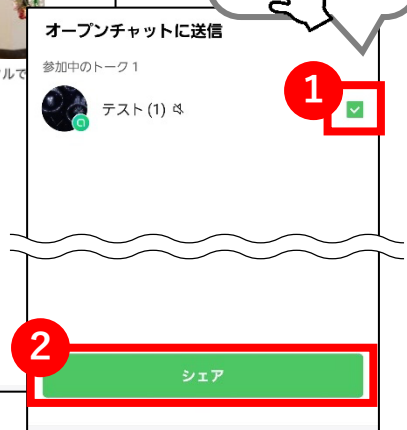 オープンチャットに送信
ルで
参加中のトーク 1
1
テスト (1)
2
シェア